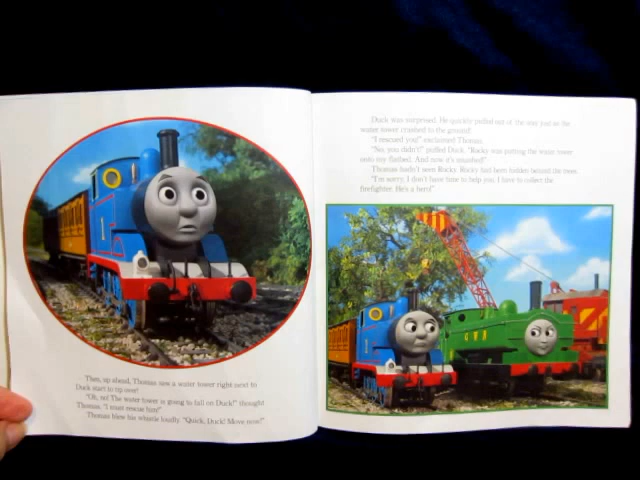 1
Then, up ahead, Thomas saw a water tower right next to
Duck start to tip over!
"Oh, no! The water tower is going to fall on Duck!" thought
Thomas. "I must rescue him!"
Thomas blew his whistle loudly. "Quick, Duck! Move now!"
Duck was surprised. He quickly pulled out of the way just as the
water tower crashed to the ground!
"I rescued you!" exclaimed Thomas.
"No, you didn't!" puffed Duck. "Rocky was putting the water tower
onto my flatbed. And now it's smashed!"
Thomas hadn't seen Rocky. Rocky had been hidden behind the trees.
"I'm sorry. I don't have time to help you. I have to collect the
firefighter. He's a hero!"
1
GWR